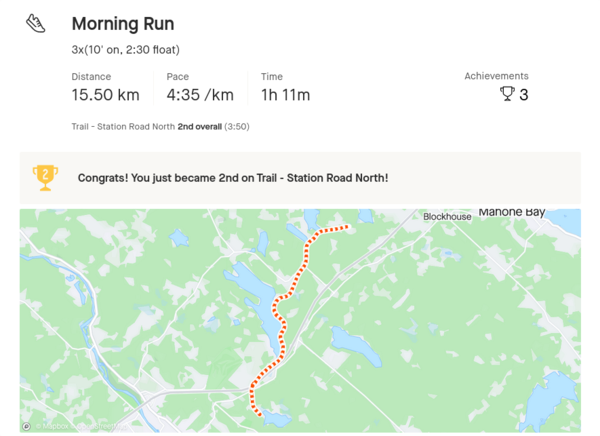 Morning Run
3x(10' on, 2:30 float)
Distance
Pace
Time
Achievements
15.50 km
4:35 /km
1h 11m
3
Trail - Station Road North 2nd overall (3:50)
2
Congrats! You just became 2nd on Trail - Station Road North!
Blockhouse
Mahone Bay
© Mapbox